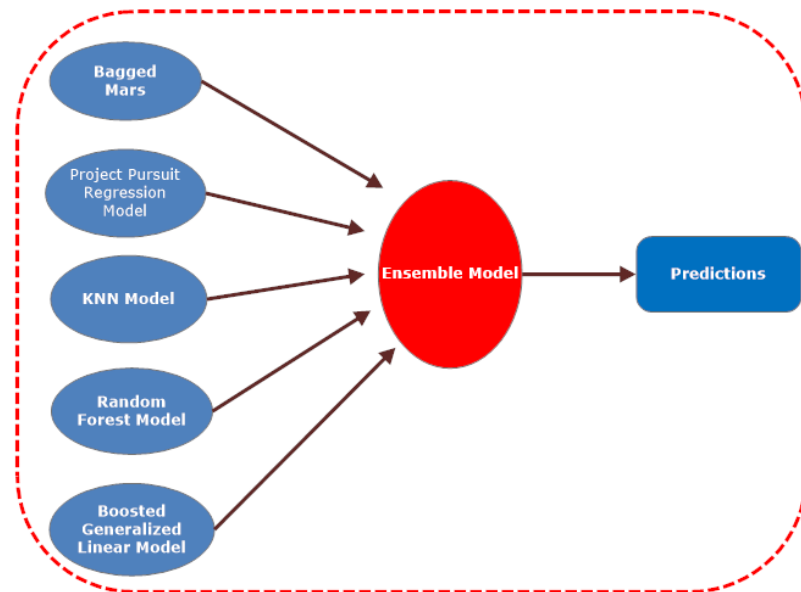 Bagged
Mars
Project Pursuit
Regression
Model
KNN Model
Random
Forest Model
Boosted
Generalized
Linear Model
Ensemble Model
Predictions